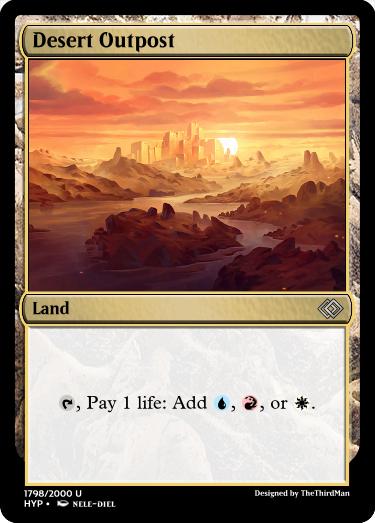 Desert Outpost
Land
, Pay 1 life: Add , , or .
1798/2000 U
Designed by TheThirdMan
HYP • NELE-DIEL